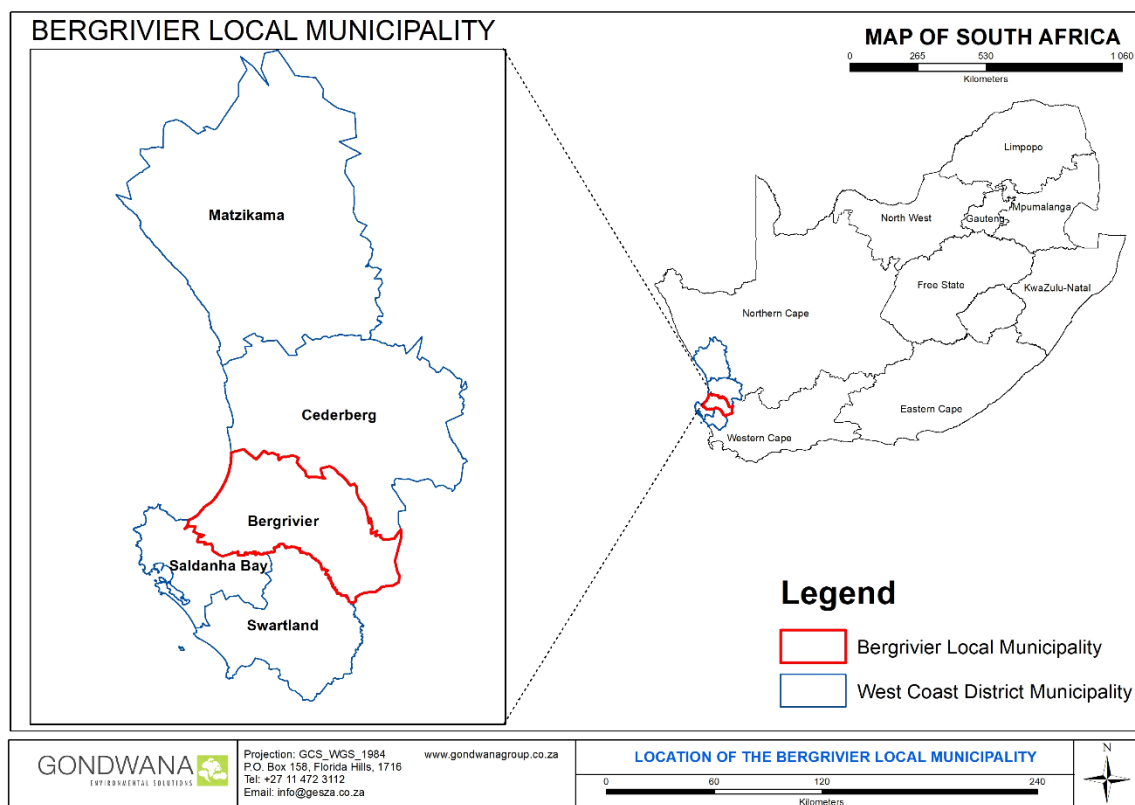 BERGRIVIER LOCAL MUNICIPALITY
MAP OF SOUTH AFRICA
0 265 530 1 060
Kilometers
Matzikama
Cederberg
Bergrivier
Saldanha Bay
Swartland
Limpopo
North West
Gauteng
Mpumalanga
Free State
KwaZulu-Natal
Northern Cape
Eastern Cape
Western Cape
Legend
Bergrivier Local Municipality
West Coast District Municipality
GONDWANA
ENVIRONMENTAL SOLUTIONS
Projection: GCS_WGS_1984
P.O. Box 158, Florida Hills, 1716
Tel: +27 11 472 3112
Email: info@gesza.co.za
www.gondwanagroup.co.za
LOCATION OF THE BERGRIVIER LOCAL MUNICIPALITY
0 60 120 240
Kilometers
N